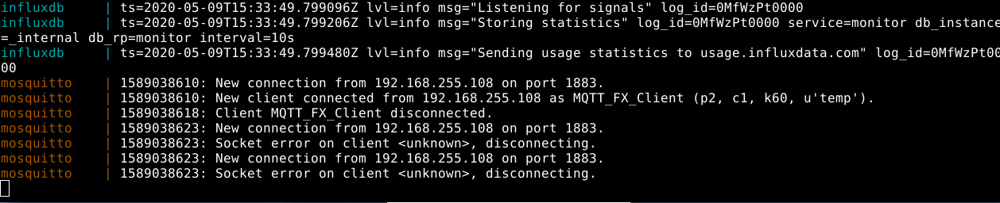 influxdb     | ts=2020-05-09T15:33:49.799096Z lvl=info msg="Listening for signals" log_id=0MfWzPt0000
influxdb     | ts=2020-05-09T15:33:49.799206Z lvl=info msg="Storing statistics" log_id=0MfWzPt0000 service=monitor db_instance
=_internal db_rp=monitor interval=10s
influxdb     | ts=2020-05-09T15:33:49.799480Z lvl=info msg="Sending usage statistics to usage.influxdata.com" log_id=0MfWzPt00
00
mosquitto    | 1589038610: New connection from 192.168.255.108 on port 1883.
mosquitto    | 1589038610: New client connected from 192.168.255.108 as MQTT_FX_Client (p2, c1, k60, u'temp').
mosquitto    | 1589038618: Client MQTT_FX_Client disconnected.
mosquitto    | 1589038623: New connection from 192.168.255.108 on port 1883.
mosquitto    | 1589038623: Socket error on client <unknown>, disconnecting.
mosquitto    | 1589038623: New connection from 192.168.255.108 on port 1883.
mosquitto    | 1589038623: Socket error on client <unknown>, disconnecting.